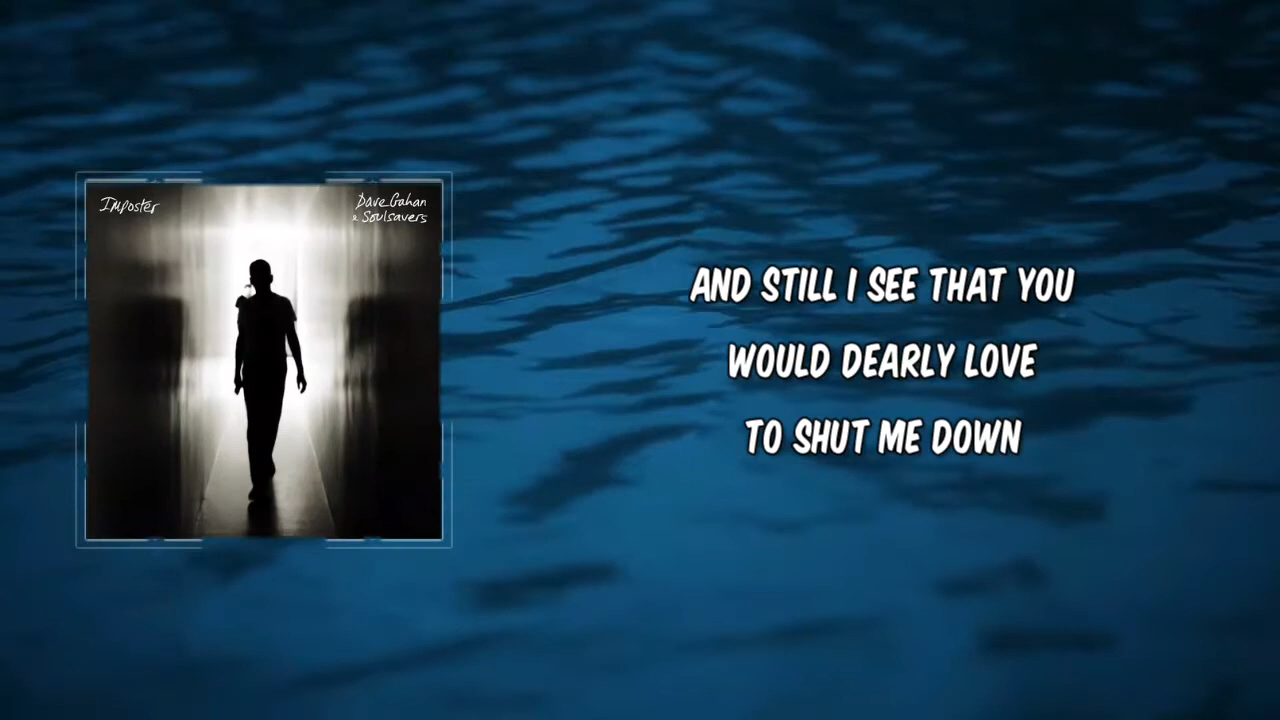 Imposter
Dave Gahan
& Soulsavers
AND STILL I SEE THAT YOU
WOULD DEARLY LOVE
TO SHUT ME DOWN